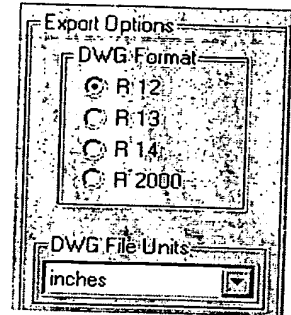 Export Options
DWG Format
R 12
R 13
R 14
R 2000
DWG File Units
inches